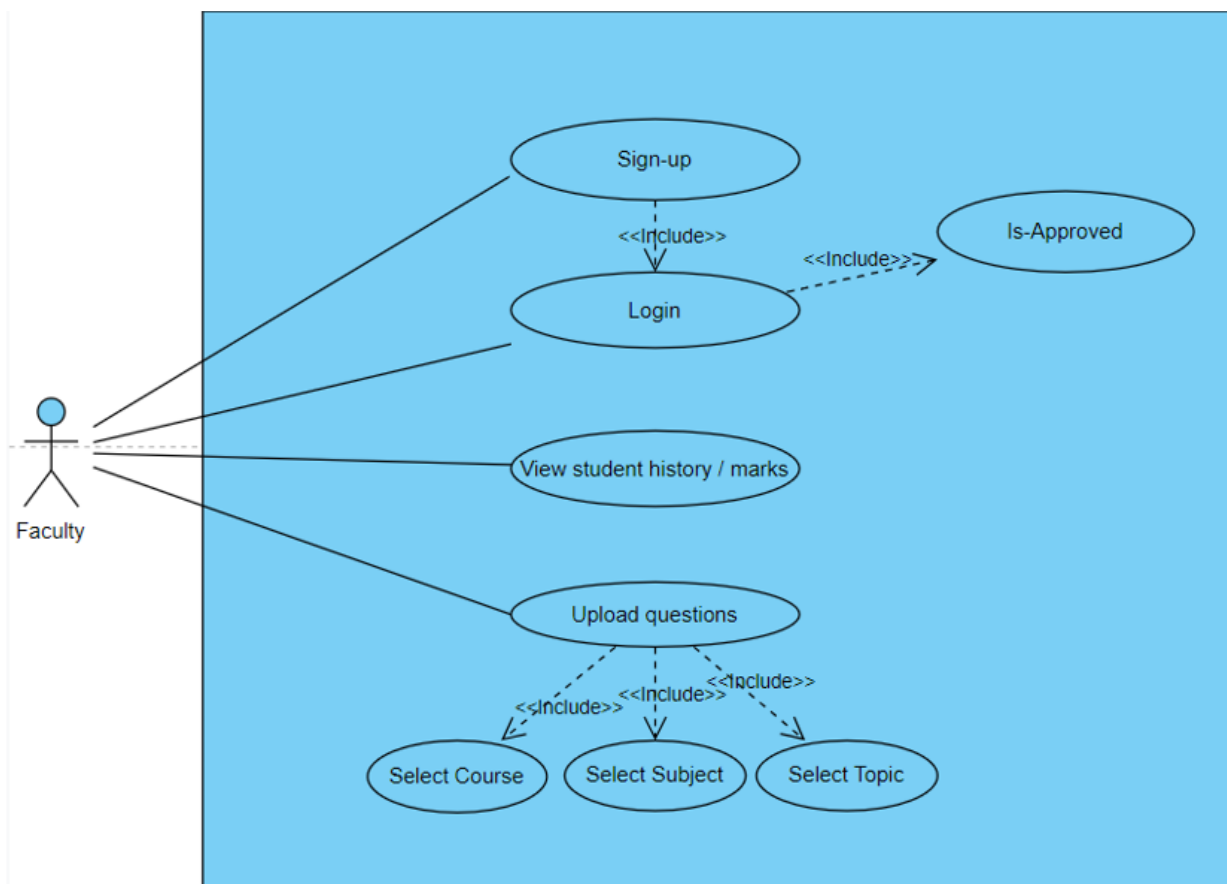 Sign-up
<<Include>>
Is-Approved
<<Include>>
Login
View student history / marks
Faculty
Upload questions
<<Include>>
<<Include>>
<<Include>>
Select Course
Select Subject
Select Topic